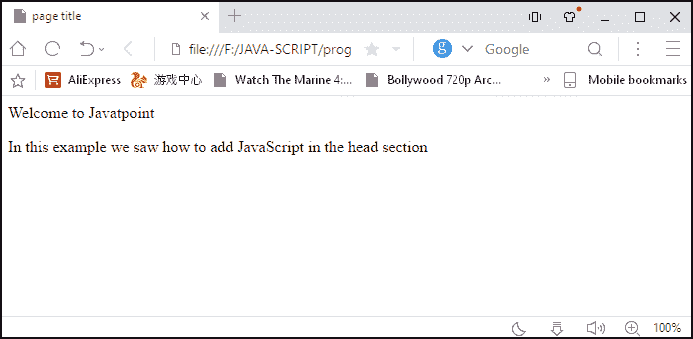 page title
file:///F:/JAVA-SCRIPT/prog
g Google
AliExpress 游戏中心 Watch The Marine 4:... Bollywood 720p Arc... » Mobile bookmarks
Welcome to Javatpoint
In this example we saw how to add JavaScript in the head section
100%